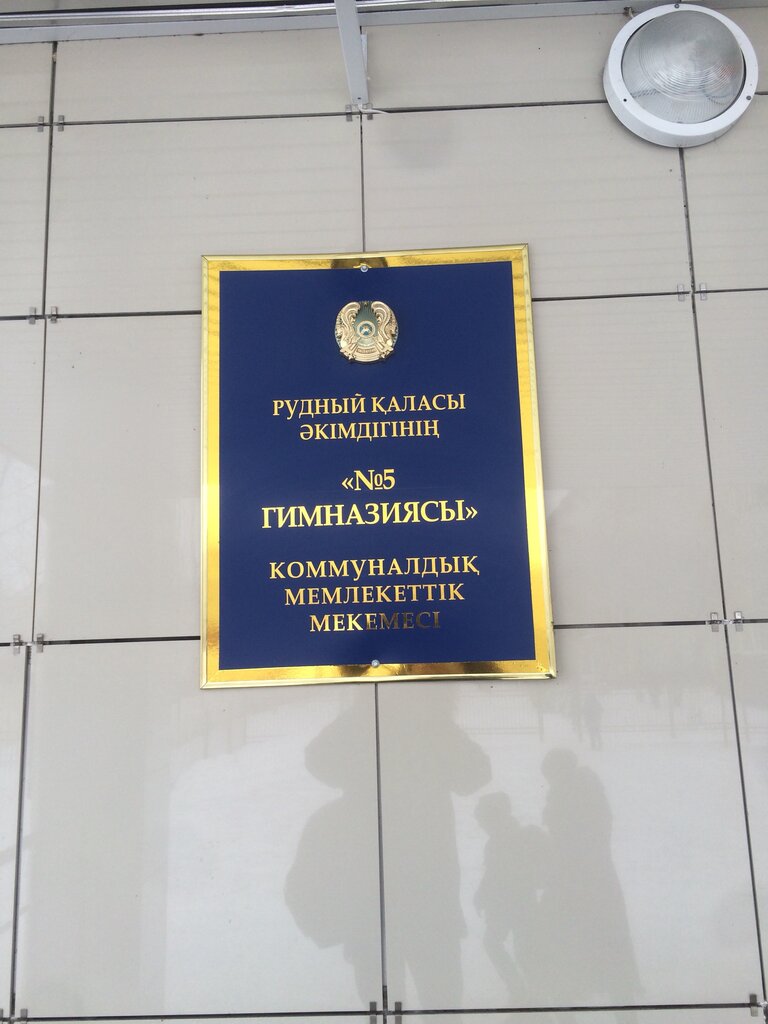 РУДНЫЙ ҚАЛАСЫ
ӘКІМДІГІНІҢ
«№5
ГИМНАЗИЯСЫ»
КОММУНАЛДЫҚ
МЕМЛЕКЕТТІК
МЕКЕМЕСІ